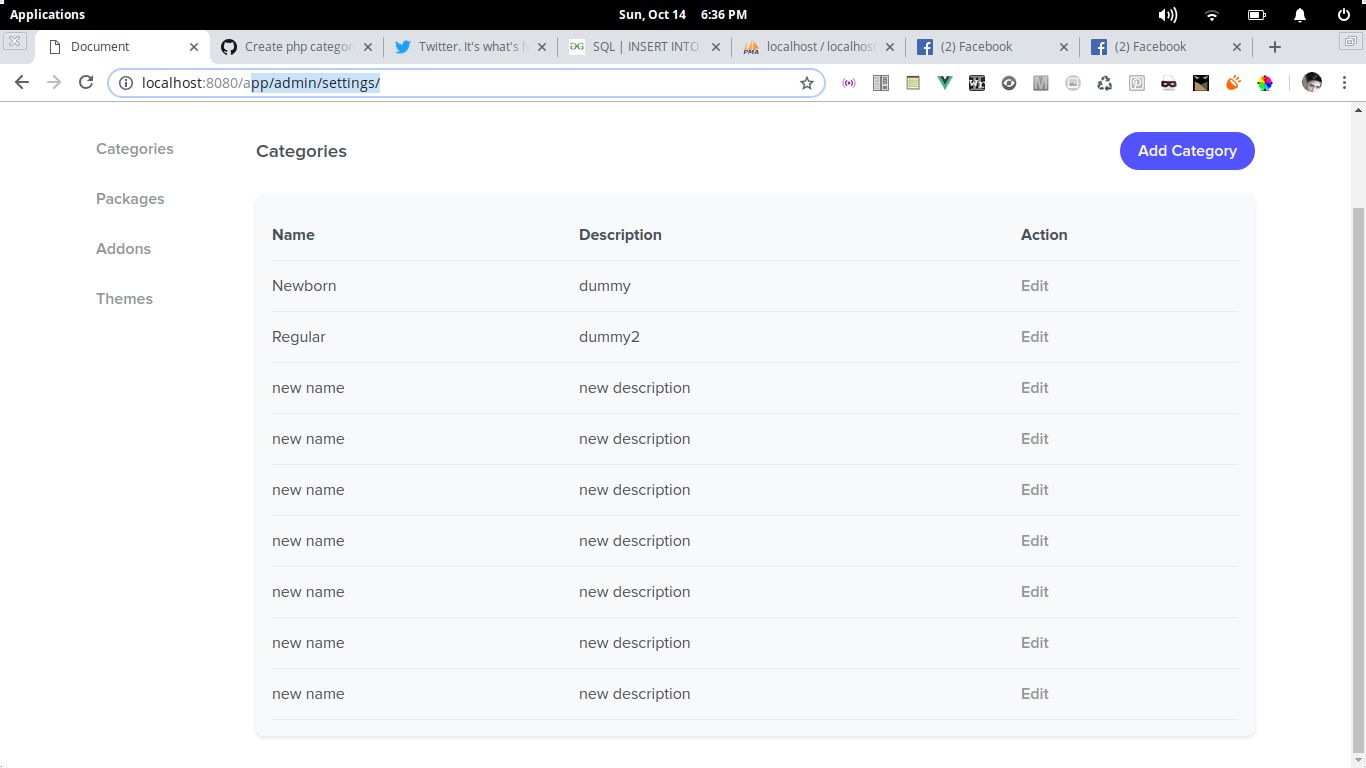 Applications
Sun, Oct 14 6:36 PM
Document
Create php categori
Twitter. It's what's h
SQL | INSERT INTO
PMA
localhost / localhost
(2) Facebook
(2) Facebook
localhost:8080/app/admin/settings/
Categories
Packages
Addons
Themes
Categories
Add Category
Name Description Action
Newborn dummy Edit
Regular dummy2 Edit
new name new description Edit
new name new description Edit
new name new description Edit
new name new description Edit
new name new description Edit
new name new description Edit
new name new description Edit